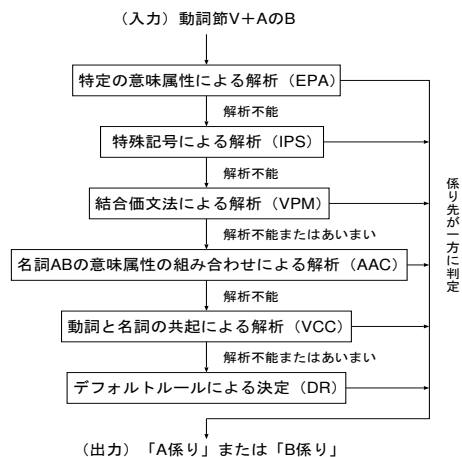 （入力）動詞節V＋AのB
特定の意味属性による解析（EPA）
解析不能
特殊記号による解析（IPS）
解析不能
結合価文法による解析（VPM）
解析不能またはあいまい
名詞ABの意味属性の組み合わせによる解析（AAC）
解析不能
動詞と名詞の共起による解析（VCC）
解析不能またはあいまい
デフォルトルールによる決定（DR）
係り先が一方に判定
（出力）「A係り」または「B係り」